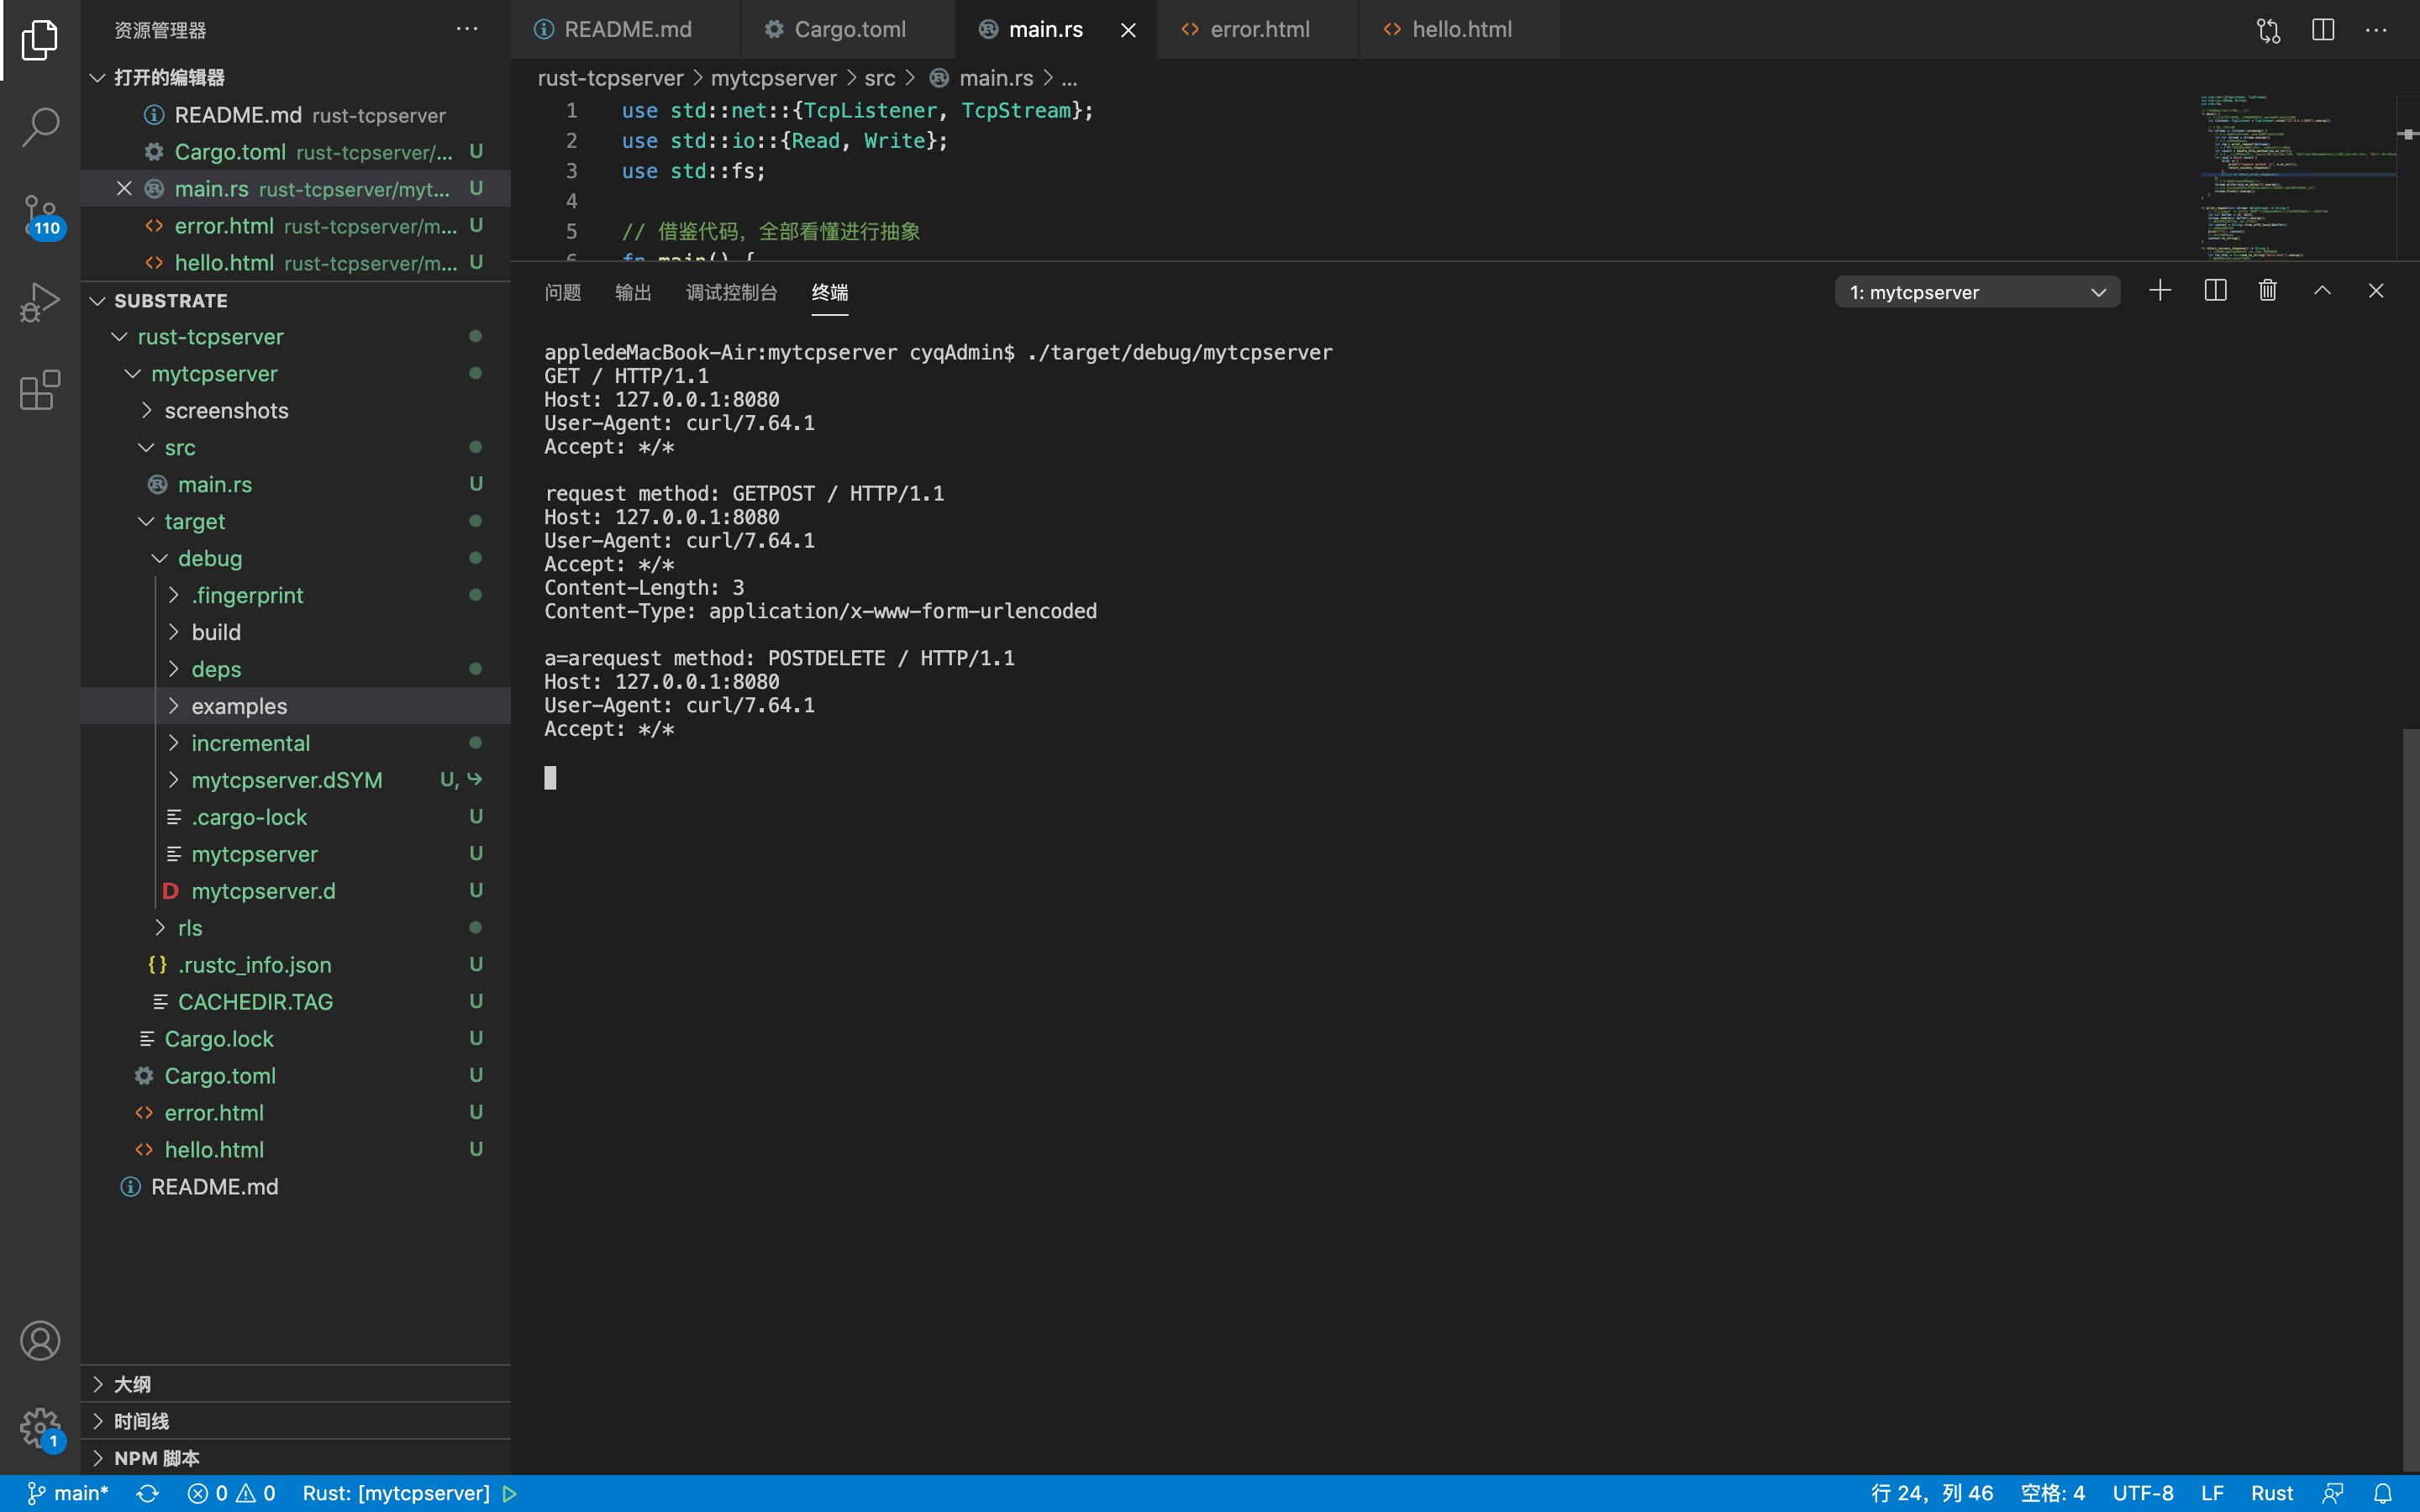 资源管理器
打开的编辑器
README.md rust-tcpserver
Cargo.toml rust-tcpserver/... U
main.rs rust-tcpserver/myt... U
error.html rust-tcpserver/m... U
hello.html rust-tcpserver/m... U
SUBSTRATE
rust-tcpserver
mytcpserver
screenshots
src
main.rs U
target
debug
.fingerprint
build
deps
examples
incremental
mytcpserver.dSYM U,
.cargo-lock U
mytcpserver U
D mytcpserver.d U
rls
{} .rustc_info.json U
CACHEDIR.TAG U
Cargo.lock U
Cargo.toml U
error.html U
hello.html U
README.md
大纲
时间线
NPM 脚本
110
1
README.md Cargo.toml main.rs error.html hello.html
rust-tcpserver > mytcpserver > src > main.rs > ...
1 use std::net::{TcpListener, TcpStream};
2 use std::io::{Read, Write};
3 use std::fs;
4
5 // 借鉴代码，全部看懂进行抽象
6 fn main() {
问题 输出 调试控制台 终端
1: mytcpserver
appledeMacBook-Air:mytcpserver cyqAdmin$ ./target/debug/mytcpserver
GET / HTTP/1.1
Host: 127.0.0.1:8080
User-Agent: curl/7.64.1
Accept: */*
request method: GETPOST / HTTP/1.1
Host: 127.0.0.1:8080
User-Agent: curl/7.64.1
Accept: */*
Content-Length: 3
Content-Type: application/x-www-form-urlencoded
a=arequest method: POSTDELETE / HTTP/1.1
Host: 127.0.0.1:8080
User-Agent: curl/7.64.1
Accept: */*
main* 0 0 Rust: [mytcpserver]
行 24，列 46 空格: 4 UTF-8 LF Rust